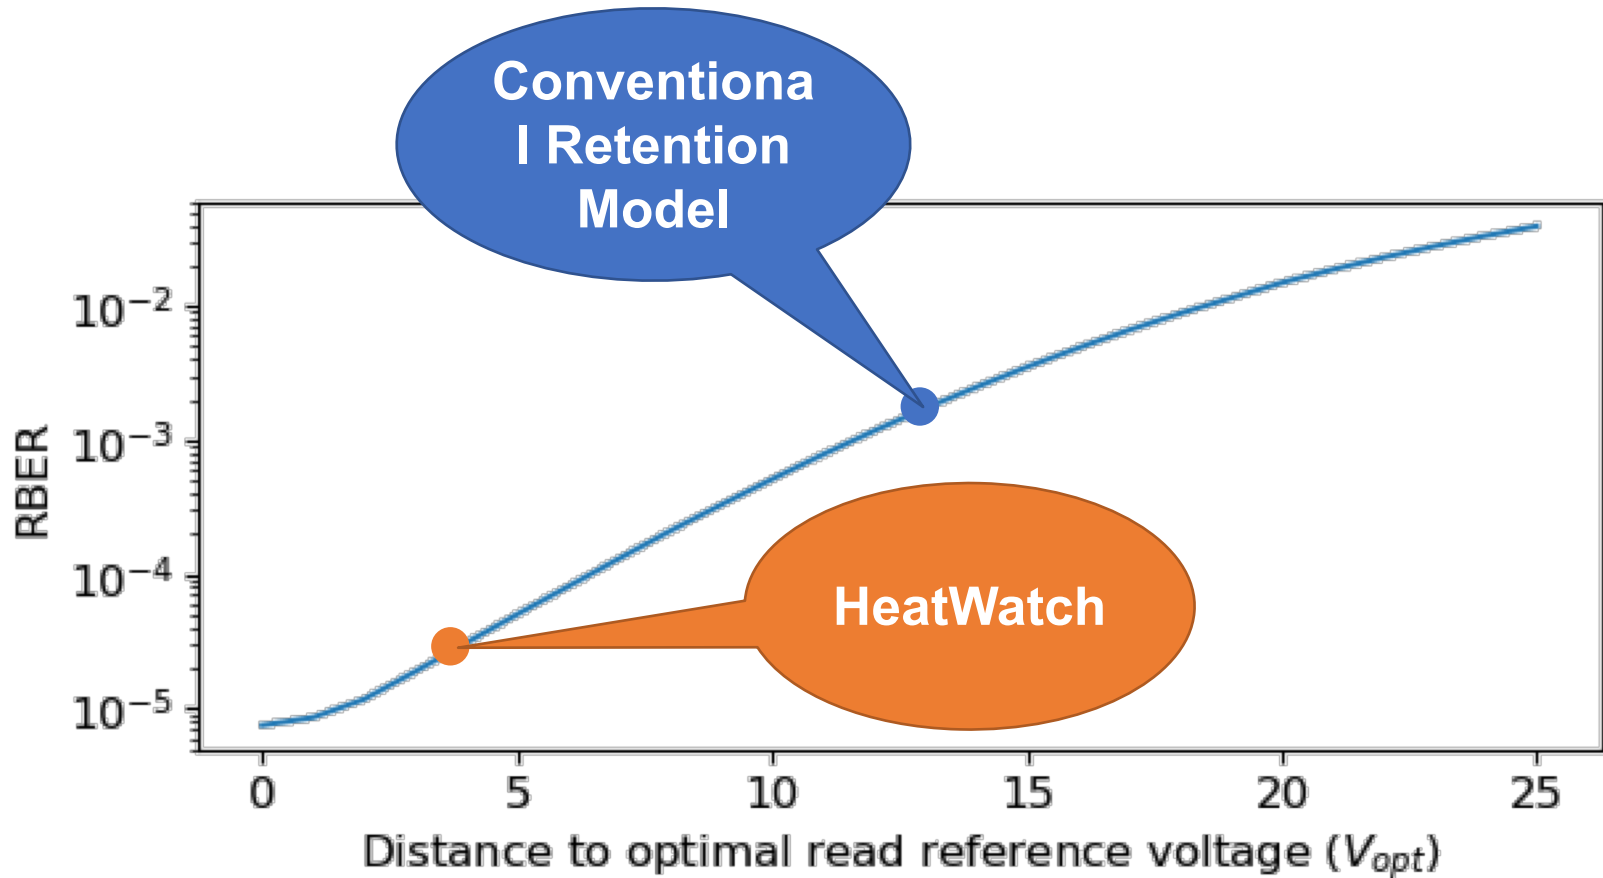 Conventiona
l Retention
Model
10−2
10−3
10−4
10−5
RBER
HeatWatch
0 5 10 15 20 25
Distance to optimal read reference voltage (Vopt)